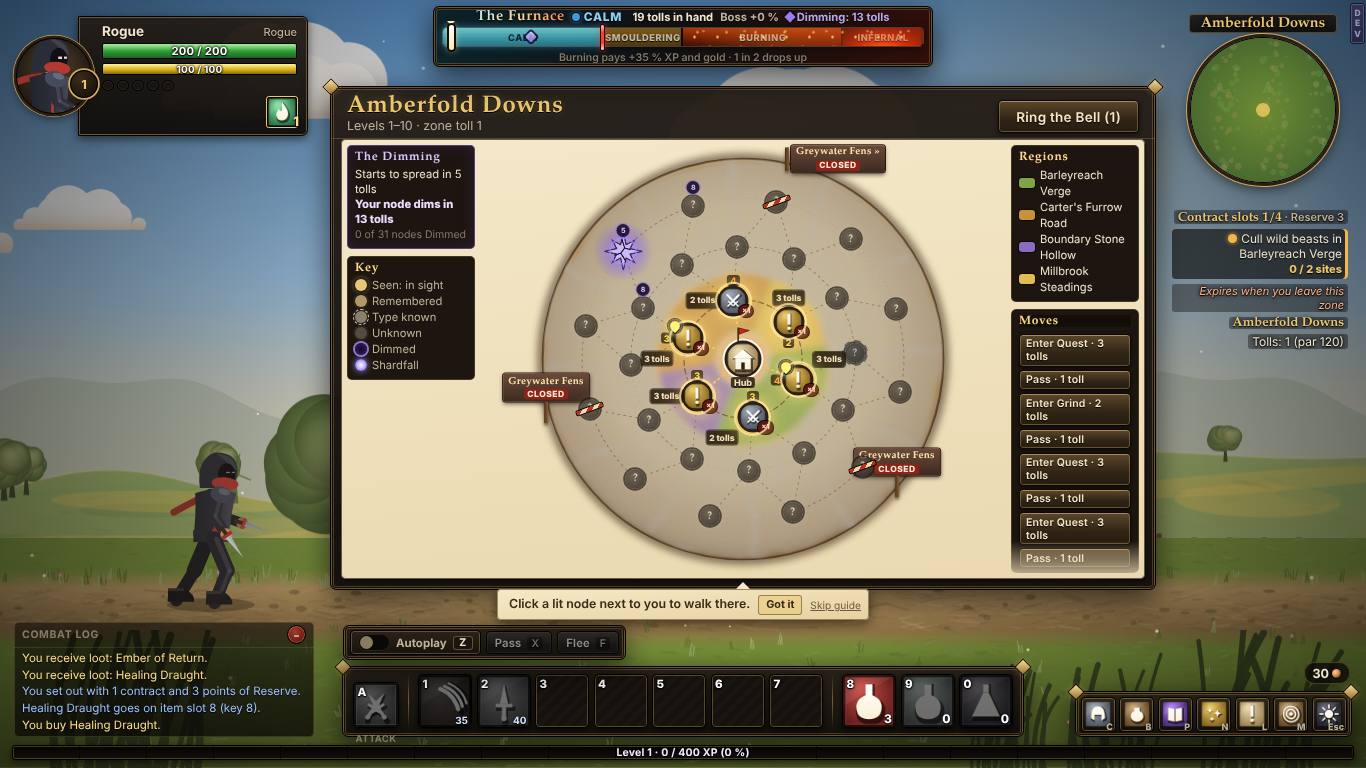 Rogue
Rogue
200 / 200
100 / 100
1
1
The Furnace
CALM
19 tolls in hand
Boss +0 %
Dimming: 13 tolls
SMOULDERING
BURNING
INFERNAL
Burning pays +35 % XP and gold · 1 in 2 drops up
Amberfold Downs
DEV
Amberfold Downs
Levels 1–10 · zone toll 1
Ring the Bell (1)
The Dimming
Starts to spread in 5
tolls
Your node dims in
13 tolls
0 of 31 nodes Dimmed
Key
Seen: in sight
Remembered
Type known
Unknown
Dimmed
Shardfall
Greywater Fens »
CLOSED
8
5
8
2 tolls
3 tolls
3 tolls
3 tolls
3 tolls
2 tolls
Hub
Greywater Fens
CLOSED
Greywater Fens
CLOSED
Regions
Barleyreach
Verge
Carter's Furrow
Road
Boundary Stone
Hollow
Millbrook
Steadings
Moves
Enter Quest · 3
tolls
Pass · 1 toll
Enter Grind · 2
tolls
Pass · 1 toll
Enter Quest · 3
tolls
Pass · 1 toll
Enter Quest · 3
tolls
Pass · 1 toll
Contract slots 1/4 · Reserve 3
Cull wild beasts in
Barleyreach Verge
0 / 2 sites
Expires when you leave this
zone
Amberfold Downs
Tolls: 1 (par 120)
Click a lit node next to you to walk there.
Got it
Skip guide
COMBAT LOG
You receive loot: Ember of Return.
You receive loot: Healing Draught.
You set out with 1 contract and 3 points of Reserve.
Healing Draught goes on item slot 8 (key 8).
You buy Healing Draught.
Autoplay Z
Pass X
Flee F
A
ATTACK
1
35
2
40
3
4
5
6
7
8
3
9
0
0
0
30
C
B
P
N
L
M
Esc
Level 1 · 0 / 400 XP (0 %)